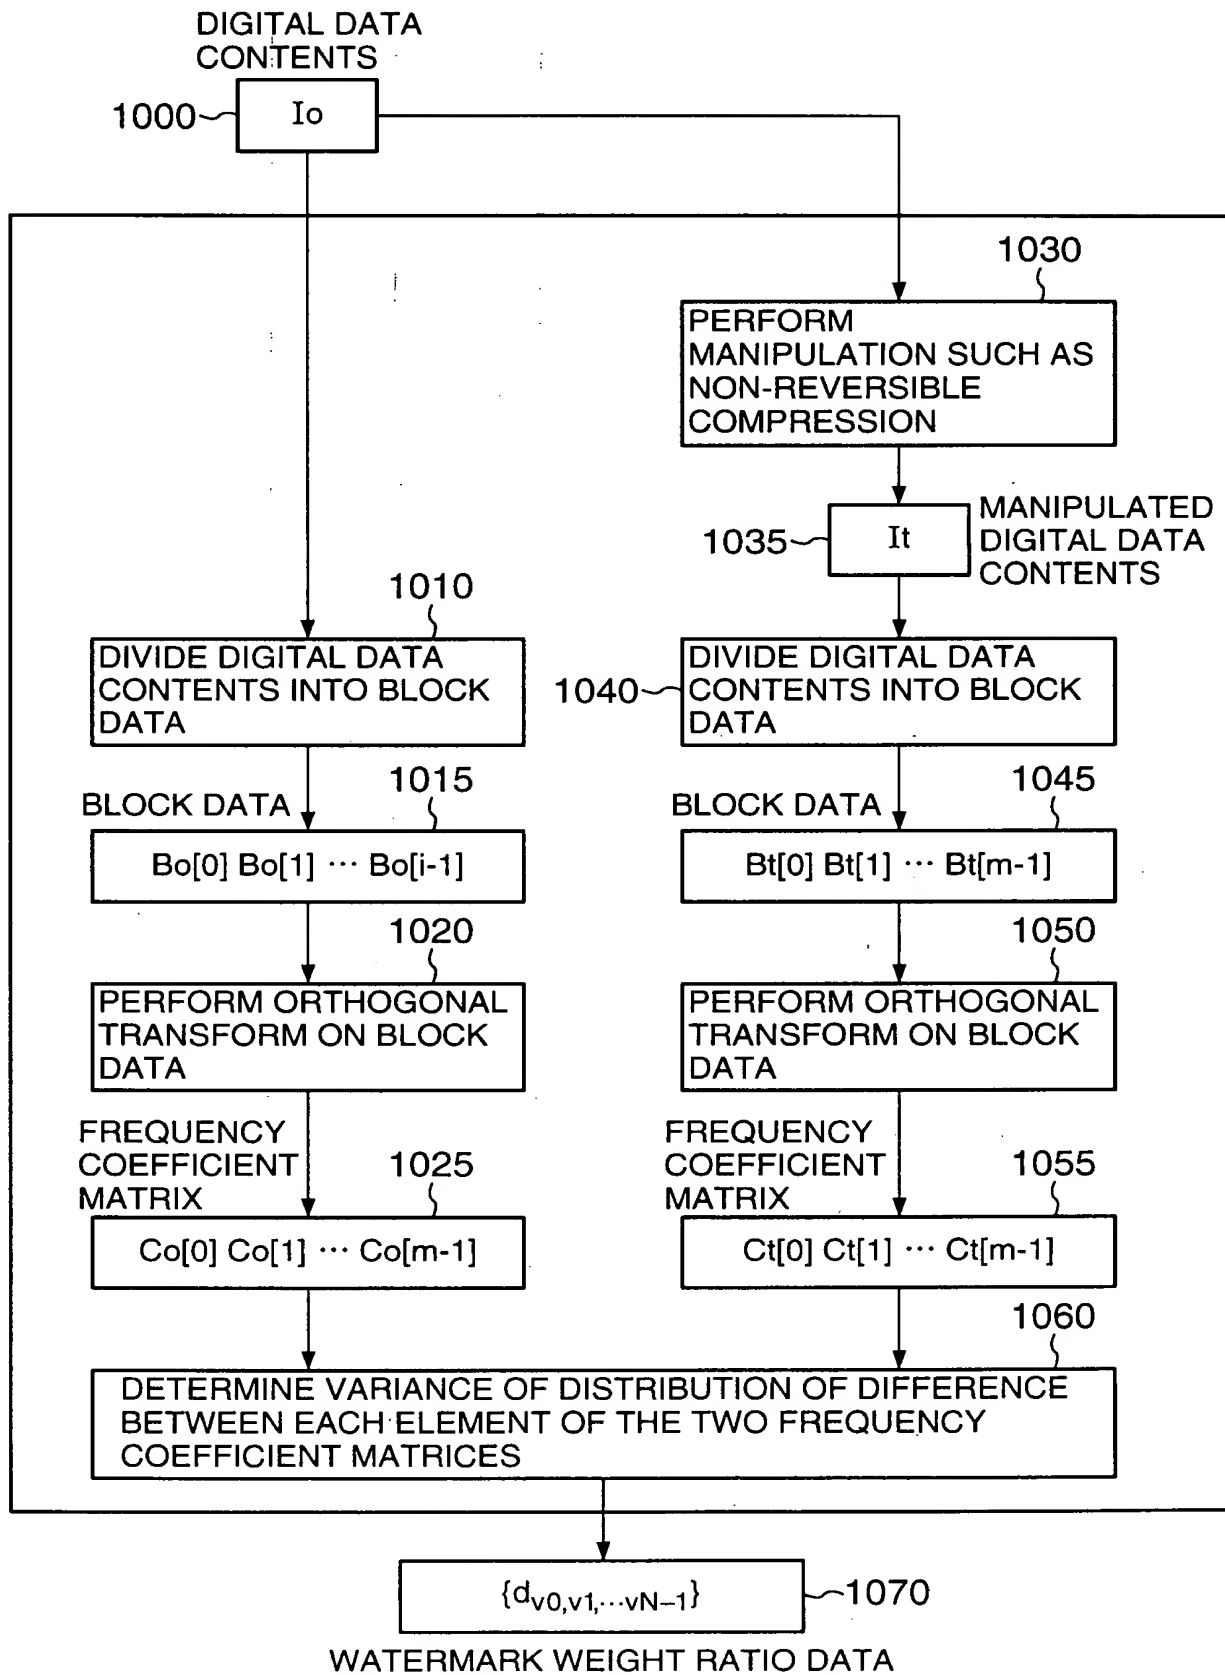 DIGITAL DATA
CONTENTS
1000
Io
1030
PERFORM
MANIPULATION SUCH AS
NON-REVERSIBLE
COMPRESSION
1035
It
MANIPULATED
DIGITAL DATA
CONTENTS
1010
DIVIDE DIGITAL DATA
CONTENTS INTO BLOCK
DATA
1040
DIVIDE DIGITAL DATA
CONTENTS INTO BLOCK
DATA
BLOCK DATA
1015
Bo[0] Bo[1] ··· Bo[i-1]
BLOCK DATA
1045
Bt[0] Bt[1] ··· Bt[m-1]
1020
PERFORM ORTHOGONAL
TRANSFORM ON BLOCK
DATA
1050
PERFORM ORTHOGONAL
TRANSFORM ON BLOCK
DATA
FREQUENCY
COEFFICIENT
MATRIX
1025
Co[0] Co[1] ··· Co[m-1]
FREQUENCY
COEFFICIENT
MATRIX
1055
Ct[0] Ct[1] ··· Ct[m-1]
1060
DETERMINE VARIANCE OF DISTRIBUTION OF DIFFERENCE
BETWEEN EACH ELEMENT OF THE TWO FREQUENCY
COEFFICIENT MATRICES
{dv0,v1,···vN-1}
1070
WATERMARK WEIGHT RATIO DATA